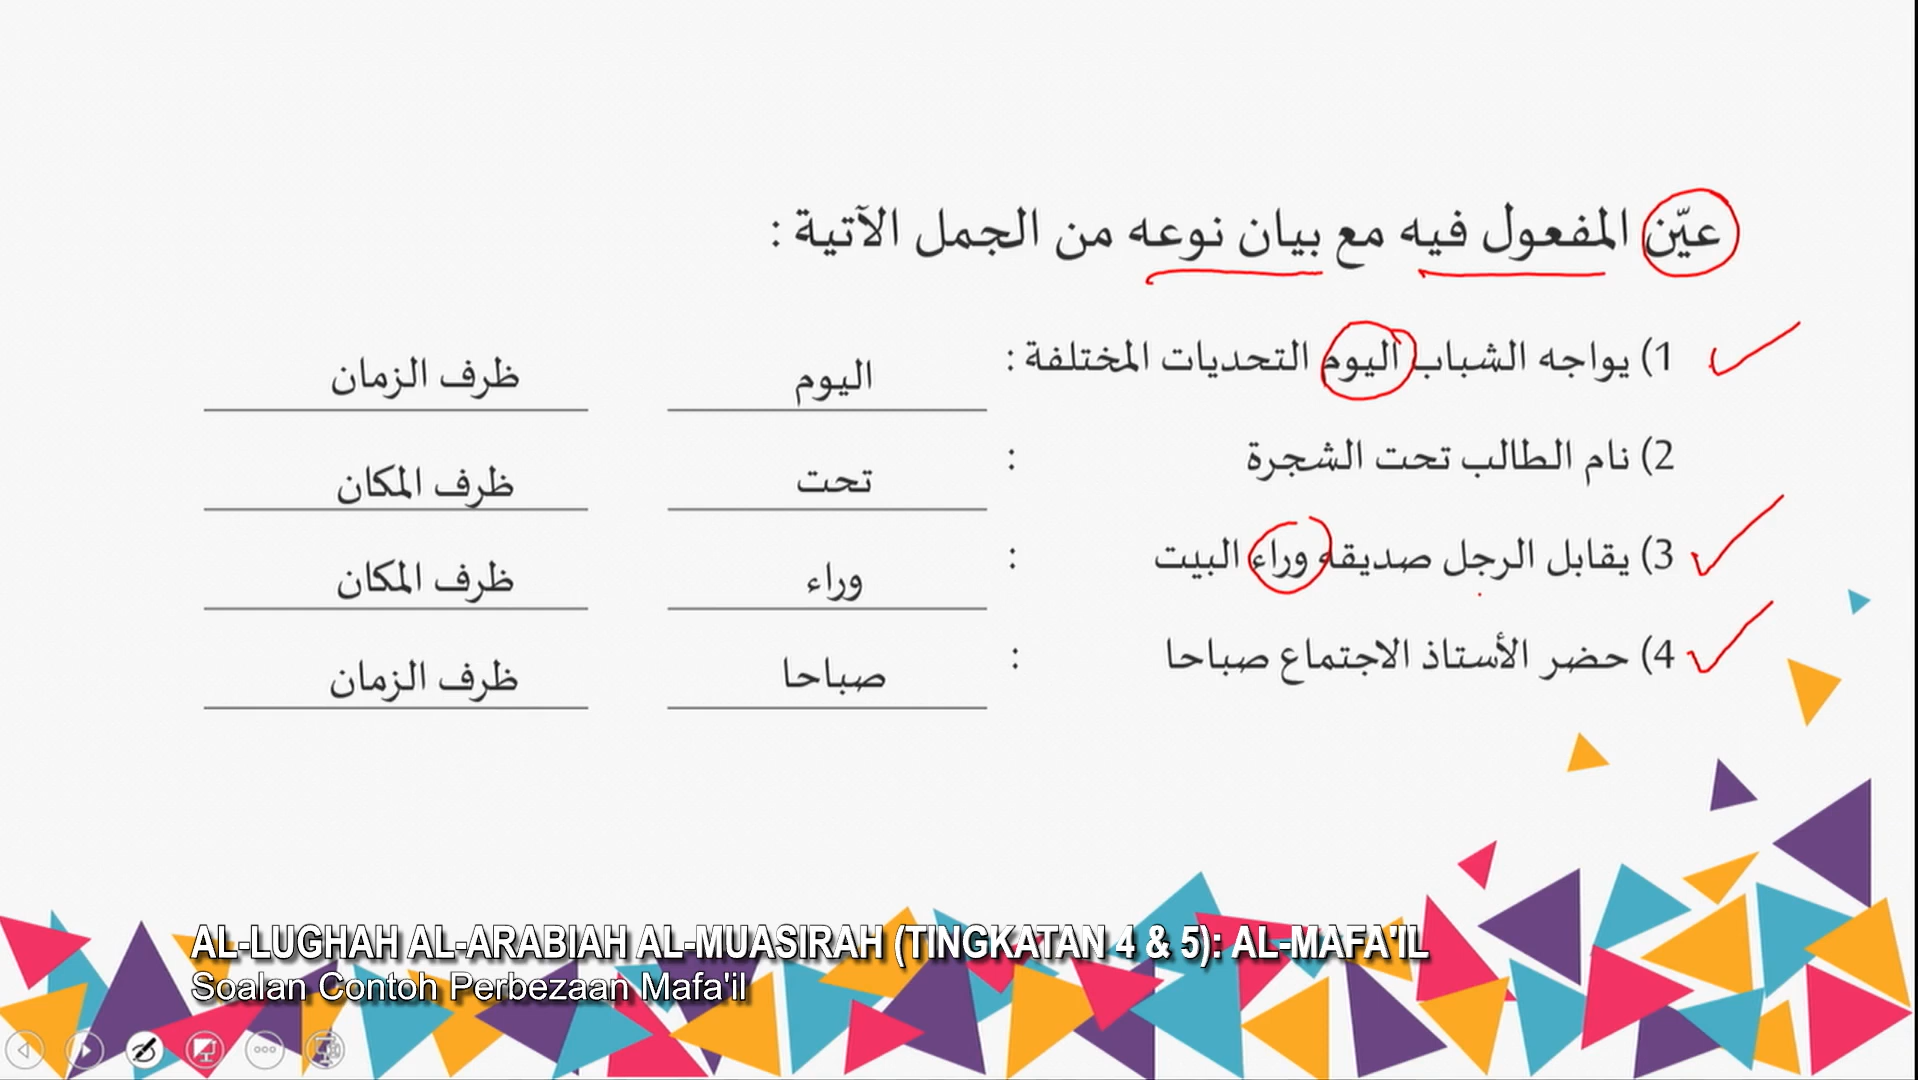 عيّن المفعول فيه مع بيان نوعه من الجمل الآتية :
1) يواجه الشباب اليوم التحديات المختلفة : اليوم ظرف الزمان
2) نام الطالب تحت الشجرة : تحت ظرف المكان
3) يقابل الرجل صديقه وراء البيت : وراء ظرف المكان
4) حضر الأستاذ الاجتماع صباحا : صباحا ظرف الزمان
AL-LUGHAH AL-ARABIAH AL-MUASIRAH (TINGKATAN 4 & 5): AL-MAFA'IL
Soalan Contoh Perbezaan Mafa'il